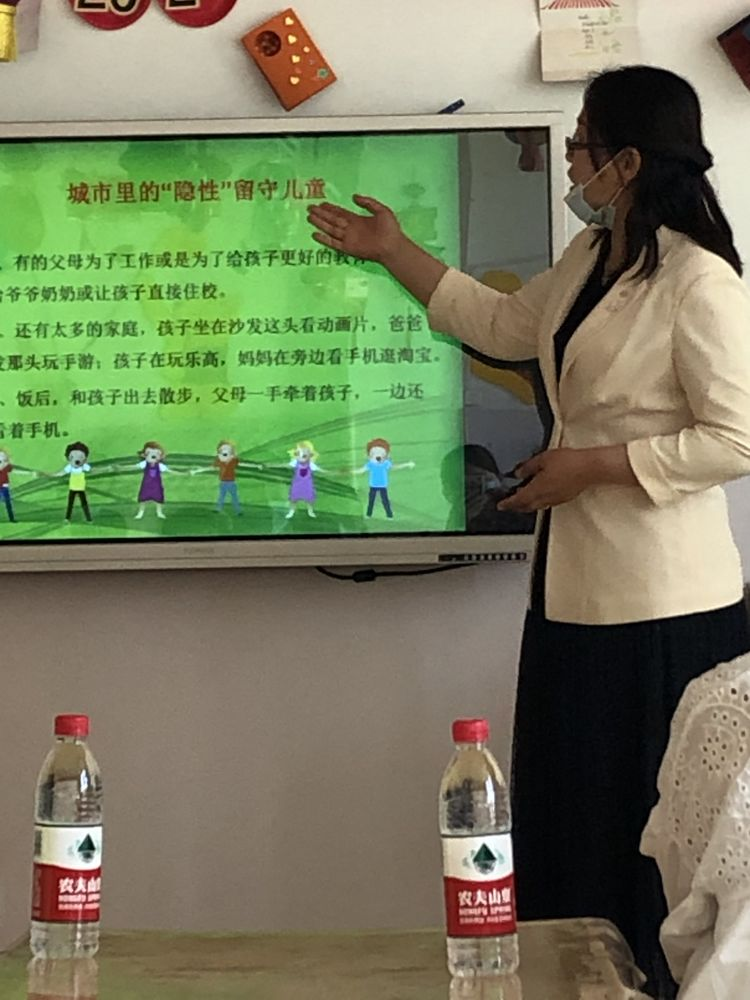 202
城市里的“隐性”留守儿童
、有的父母为了工作或是为了给孩子更好的教
给爷爷奶奶或让孩子直接住校。
、还有太多的家庭，孩子坐在沙发这头看动画片，爸爸
发那头玩手游；孩子在玩乐高，妈妈在旁边看手机逛淘宝。
、饭后，和孩子出去散步，父母一手牵着孩子，一边还
看着手机。
农夫山泉
NONGFU SPRING
农夫山泉
NONGFU SPRING